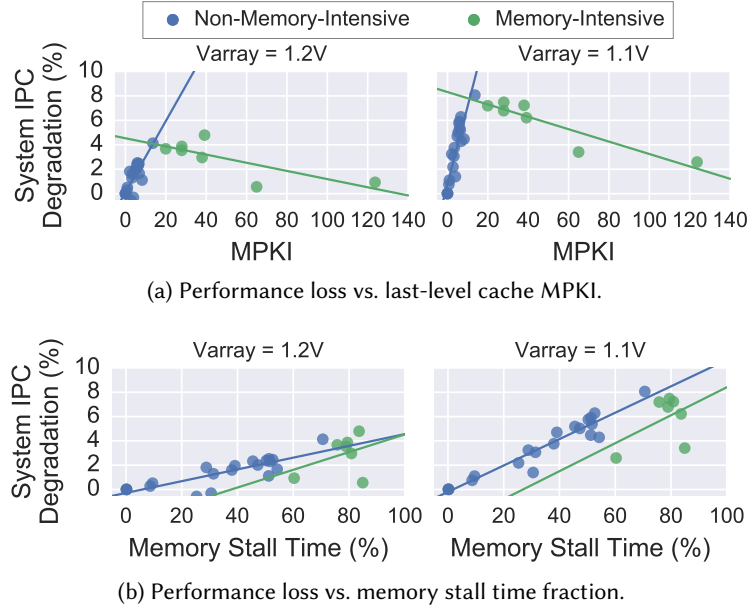 Non-Memory-Intensive Memory-Intensive
Varray = 1.2V Varray = 1.1V
System IPC
Degradation (%)
10
8
6
4
2
0
0 20 40 60 80 100 120 140 0 20 40 60 80 100 120 140
MPKI MPKI
(a) Performance loss vs. last-level cache MPKI.
Varray = 1.2V Varray = 1.1V
System IPC
Degradation (%)
10
8
6
4
2
0
0 20 40 60 80 100 0 20 40 60 80 100
Memory Stall Time (%) Memory Stall Time (%)
(b) Performance loss vs. memory stall time fraction.